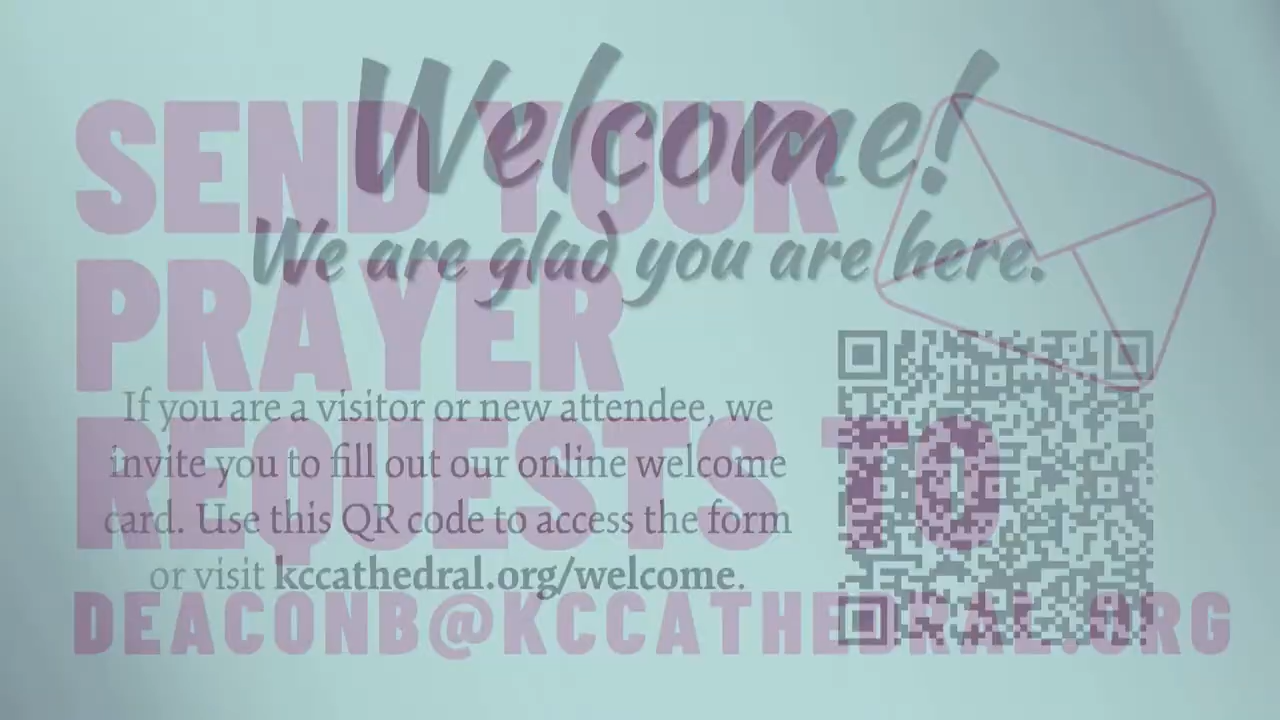 Welcome!
We are glad you are here.
If you are a visitor or new attendee, we
invite you to fill out our online welcome
card. Use this QR code to access the form
or visit kccathedral.org/welcome.
SEND YOUR
PRAYER
REQUESTS TO
DEACONB@KCCATHEDRAL.ORG